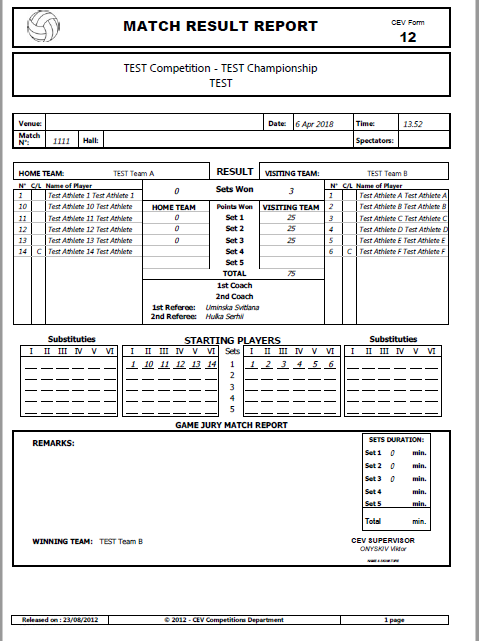 MATCH RESULT REPORT
CEV Form
12
TEST Competition - TEST Championship
TEST
Venue: Date: 6 Apr 2018 Time: 13.52
Match N°: 1111 Hall: Spectators:
HOME TEAM: TEST Team A RESULT VISITING TEAM: TEST Team B
N° C/L Name of Player 0 Sets Won 3 N° C/L Name of Player
1 Test Athlete 1 Test Athlete 1 1 Test Athlete A Test Athlete A
10 Test Athlete 10 Test Athlete HOME TEAM Points Won VISITING TEAM 2 Test Athlete B Test Athlete B
11 Test Athlete 11 Test Athlete 0 Set 1 25 3 Test Athlete C Test Athlete C
12 Test Athlete 12 Test Athlete 0 Set 2 25 4 Test Athlete D Test Athlete D
13 Test Athlete 13 Test Athlete 0 Set 3 25 5 Test Athlete E Test Athlete E
14 C Test Athlete 14 Test Athlete Set 4 6 C Test Athlete F Test Athlete F
Set 5
TOTAL 75
1st Coach
2nd Coach
1st Referee: Uminska Svitlana
2nd Referee: Hulka Serhii
Substituties STARTING PLAYERS Substituties
I II III IV V VI I II III IV V VI Sets I II III IV V VI I II III IV V VI
1 10 11 12 13 14 1 1 2 3 4 5 6
2
3
4
5
GAME JURY MATCH REPORT
REMARKS:
SETS DURATION:
Set 1 0 min.
Set 2 0 min.
Set 3 0 min.
Set 4 min.
Set 5 min.
Total min.
WINNING TEAM: TEST Team B
CEV SUPERVISOR
ONYSKIV Viktor
Released on : 23/08/2012 © 2012 - CEV Competitions Department 1 page